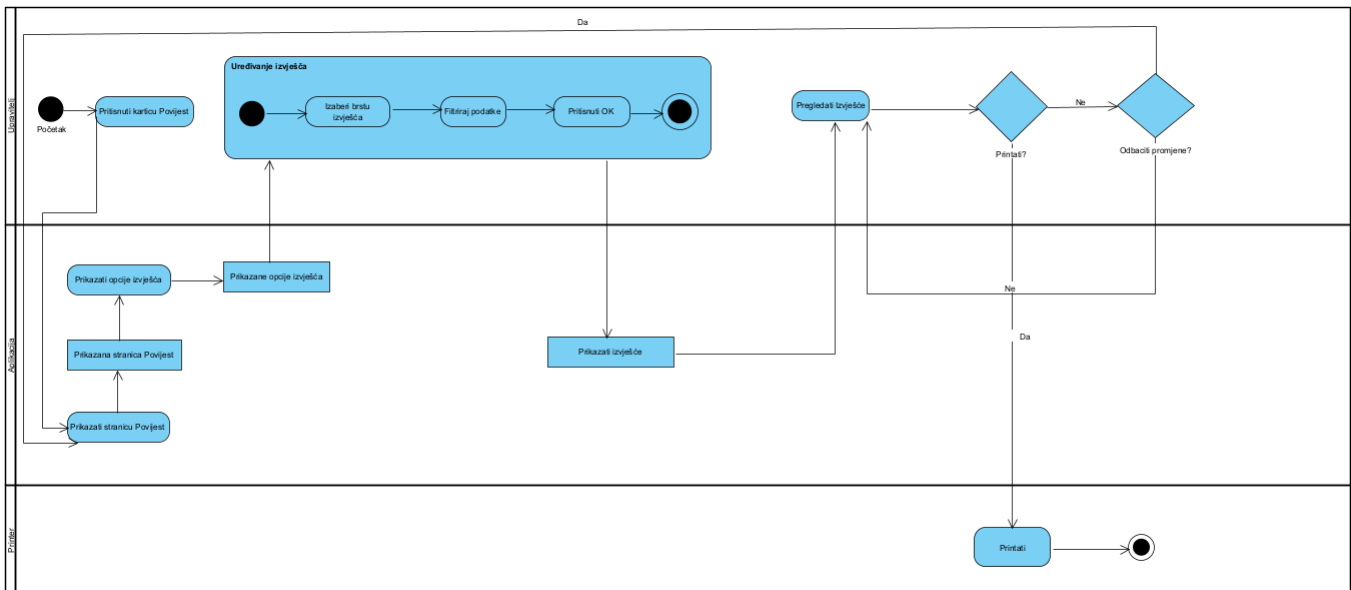 Da
Upravitelj
Uređivanje izvješča
Početak
Pritisnuti karticu Povijest
Izaberi brstu
izvješća
Filtriraj podatke
Pritisnuti OK
Pregledati Izvješće
Printati?
Ne
Odbaciti promjene?
Aplikacija
Prikazati opcije izvješća
Prikazane opcije izvješća
Ne
Prikazana stranica Povijest
Prikazati izvješće
Da
Prikazati stranicu Povijest
Printer
Printati